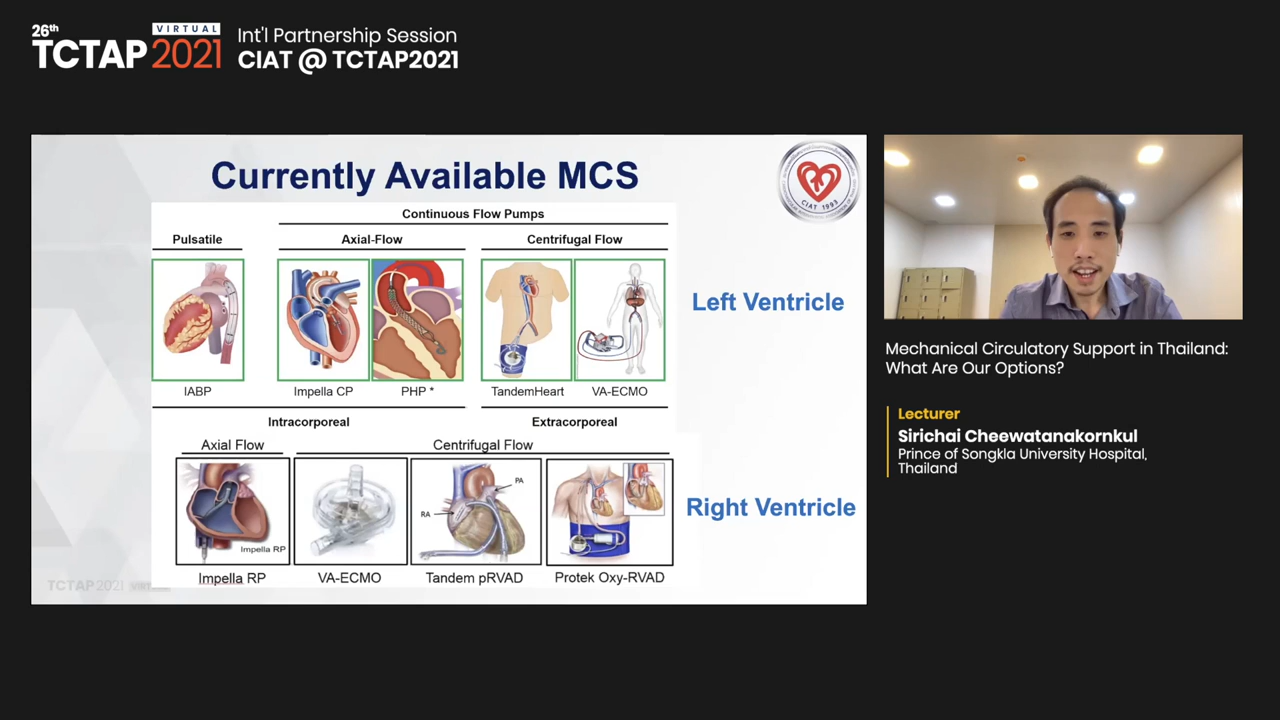 26th
TCTAP
VIRTUAL
2021
Int'l Partnership Session
CIAT @ TCTAP2021
Currently Available MCS
CIAT 1993
Continuous Flow Pumps
Pulsatile
Axial-Flow
Centrifugal Flow
Left Ventricle
IABP
Impella CP
PHP *
TandemHeart
VA-ECMO
Intracorporeal
Extracorporeal
Axial Flow
Centrifugal Flow
PA
RA
Impella RP
Right Ventricle
Impella RP
VA-ECMO
Tandem pRVAD
Protek Oxy-RVAD
TCTAP2021
Mechanical Circulatory Support in Thailand:
What Are Our Options?
Lecturer
Sirichai Cheewatanakornkul
Prince of Songkla University Hospital,
Thailand